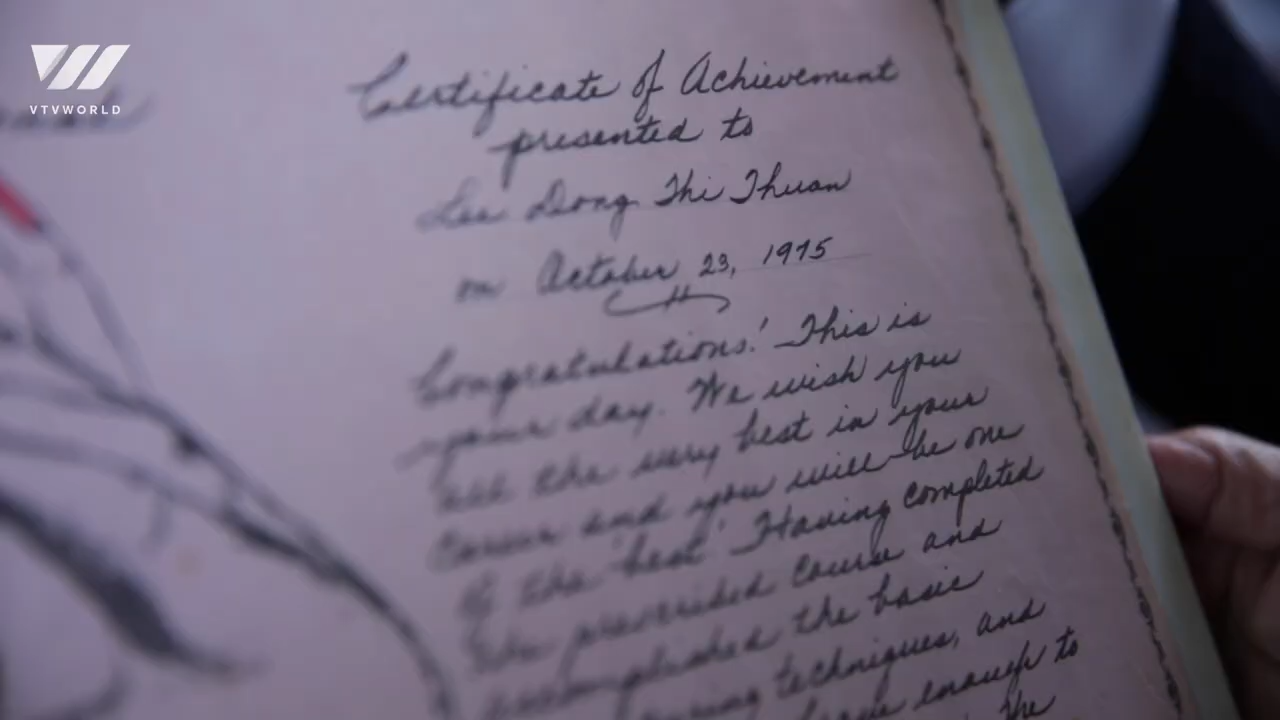 VTVWORLD
Certificate of Achievement
presented to
Lee Dong Thi Thuan
on October 23, 1975
Congratulations! This is
your day. We wish you
all the very best in your
career and you will be one
of the 'best'. Having completed
the prescribed course and
accomplished the basic
techniques, and
enough to
the